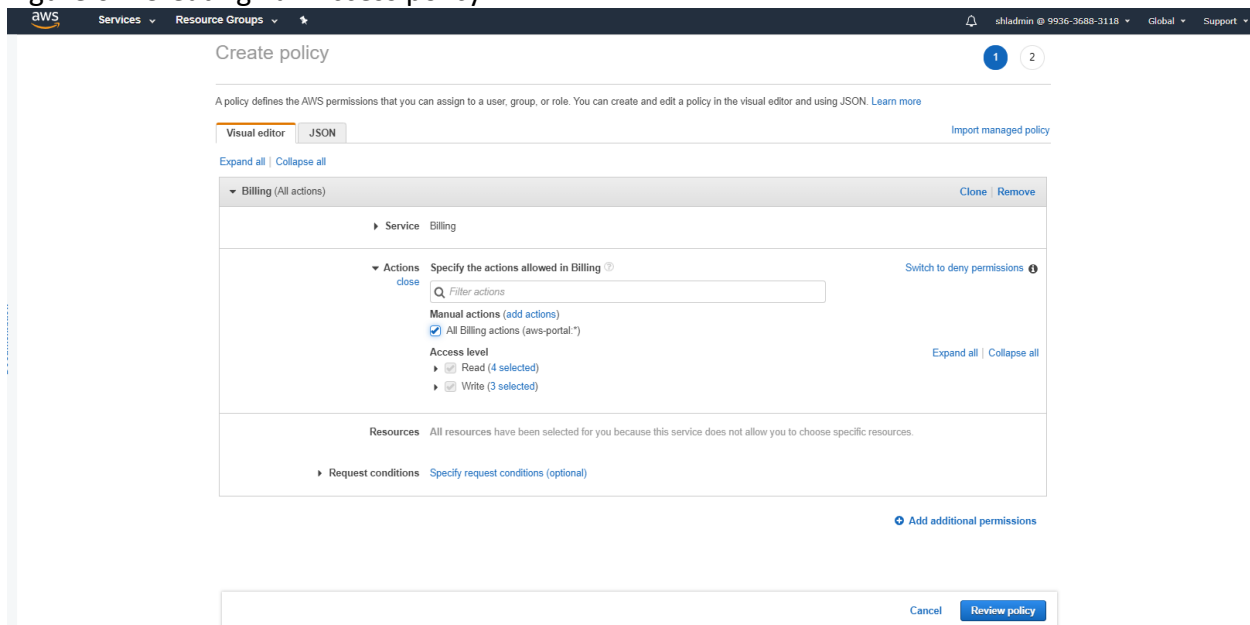 aws Services Resource Groups shladmin @ 9936-3688-3118 Global Support
Create policy 1 2
A policy defines the AWS permissions that you can assign to a user, group, or role. You can create and edit a policy in the visual editor and using JSON. Learn more
Visual editor JSON Import managed policy
Expand all | Collapse all
Billing (All actions) Clone | Remove
Service Billing
Actions Specify the actions allowed in Billing ? Switch to deny permissions
close
Filter actions
Manual actions (add actions)
All Billing actions (aws-portal:*)
Access level Expand all | Collapse all
Read (4 selected)
Write (3 selected)
Resources All resources have been selected for you because this service does not allow you to choose specific resources.
Request conditions Specify request conditions (optional)
Add additional permissions
Cancel Review policy